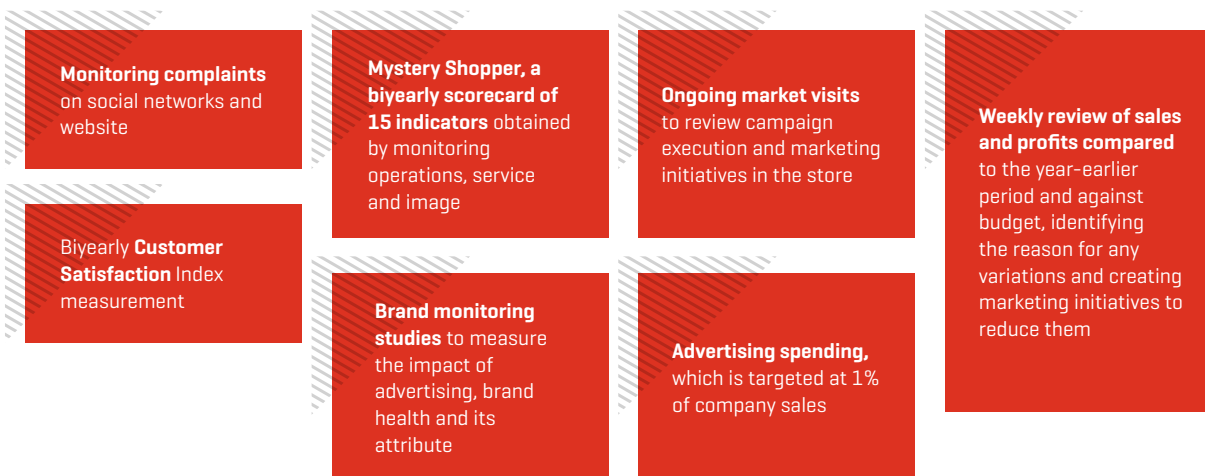 Monitoring complaints
on social networks and
website
Biyearly Customer
Satisfaction Index
measurement
Mystery Shopper, a
biyearly scorecard of
15 indicators obtained
by monitoring
operations, service
and image
Brand monitoring
studies to measure
the impact of
advertising, brand
health and its
attribute
Ongoing market visits
to review campaign
execution and marketing
initiatives in the store
Advertising spending,
which is targeted at 1%
of company sales
Weekly review of sales
and profits compared
to the year-earlier
period and against
budget, identifying
the reason for any
variations and creating
marketing initiatives to
reduce them